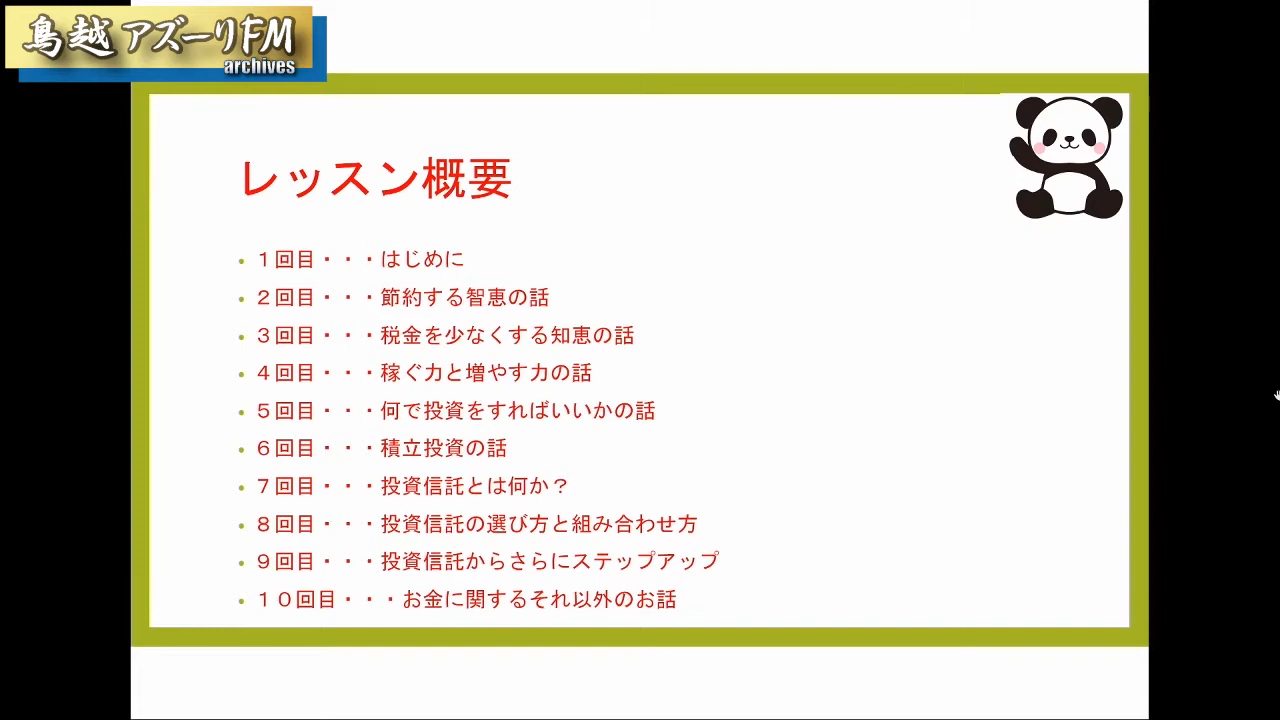 鳥越アズーリFM
archives
レッスン概要
• １回目・・・はじめに
• ２回目・・・節約する智恵の話
• ３回目・・・税金を少なくする知恵の話
• ４回目・・・稼ぐ力と増やす力の話
• ５回目・・・何で投資をすればいいかの話
• ６回目・・・積立投資の話
• ７回目・・・投資信託とは何か？
• ８回目・・・投資信託の選び方と組み合わせ方
• ９回目・・・投資信託からさらにステップアップ
• １０回目・・・お金に関するそれ以外のお話